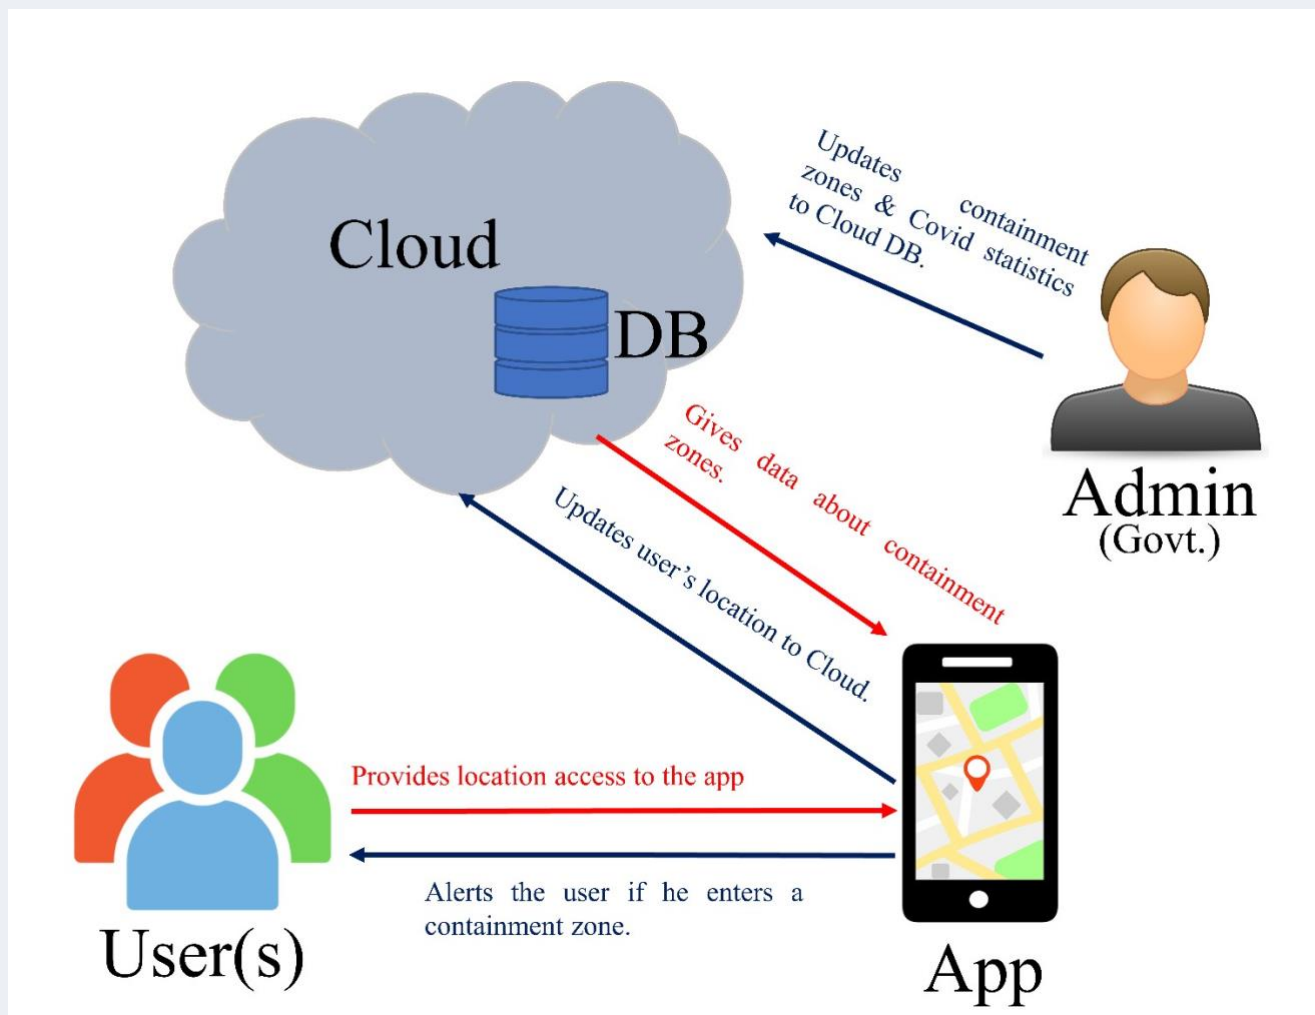 Updates containment
zones & Covid statistics
to Cloud DB.
Cloud
DB
Gives data about containment
zones.
Admin
(Govt.)
Updates user’s location to Cloud.
Provides location access to the app
Alerts the user if he enters a
containment zone.
User(s)
App